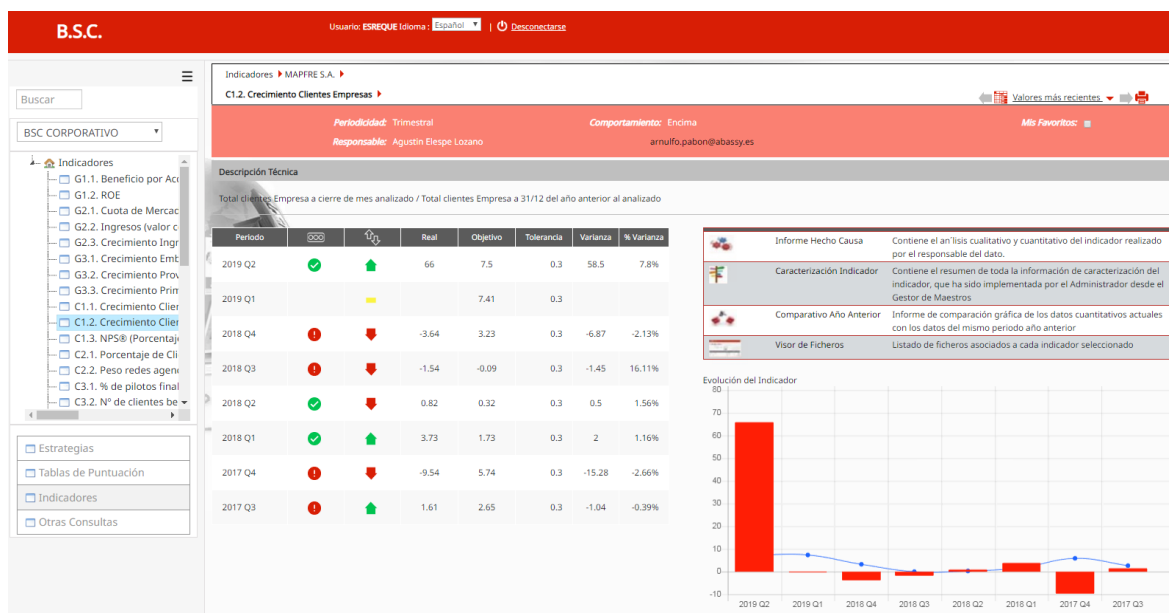 B.S.C.
Usuario: ESREQUE Idioma : Español | Desconectarse
Buscar
BSC CORPORATIVO
Indicadores
G1.1. Beneficio por Acc
G1.2. ROE
G2.1. Cuota de Mercac
G2.2. Ingresos (valor c
G2.3. Crecimiento Ingr
G3.1. Crecimiento Emb
G3.2. Crecimiento Prov
G3.3. Crecimiento Prim
C1.1. Crecimiento Clier
C1.2. Crecimiento Clier
C1.3. NPS® (Porcentaje
C2.1. Porcentaje de Cli
C2.2. Peso redes agen
C3.1. % de pilotos final
C3.2. Nº de clientes be
Estrategias
Tablas de Puntuación
Indicadores
Otras Consultas
Indicadores MAPFRE S.A.
C1.2. Crecimiento Clientes Empresas
Valores más recientes
Periodicidad: Trimestral Comportamiento: Encima Mis Favoritos:
Responsable: Agustín Elespe Lozano arnulfo.pabon@abassy.es
Descripción Técnica
Total clientes Empresa a cierre de mes analizado / Total clientes Empresa a 31/12 del año anterior al analizado
Periodo Real Objetivo Tolerancia Varianza % Varianza
2019 Q2 66 7.5 0.3 58.5 7.8%
2019 Q1 7.41 0.3
2018 Q4 -3.64 3.23 0.3 -6.87 -2.13%
2018 Q3 -1.54 -0.09 0.3 -1.45 16.11%
2018 Q2 0.82 0.32 0.3 0.5 1.56%
2018 Q1 3.73 1.73 0.3 2 1.16%
2017 Q4 -9.54 5.74 0.3 -15.28 -2.66%
2017 Q3 1.61 2.65 0.3 -1.04 -0.39%
Informe Hecho Causa Contiene el an´lisis cualitativo y cuantitativo del indicador realizado
por el responsable del dato.
Caracterización Indicador Contiene el resumen de toda la información de caracterización del
indicador, que ha sido implementada por el Administrador desde el
Gestor de Maestros
Comparativo Año Anterior Informe de comparación gráfica de los datos cuantitativos actuales
con los datos del mismo periodo año anterior
Visor de Ficheros Listado de ficheros asociados a cada indicador seleccionado
Evolución del Indicador
80
70
60
50
40
30
20
10
0
-10
2019 Q2 2019 Q1 2018 Q4 2018 Q3 2018 Q2 2018 Q1 2017 Q4 2017 Q3